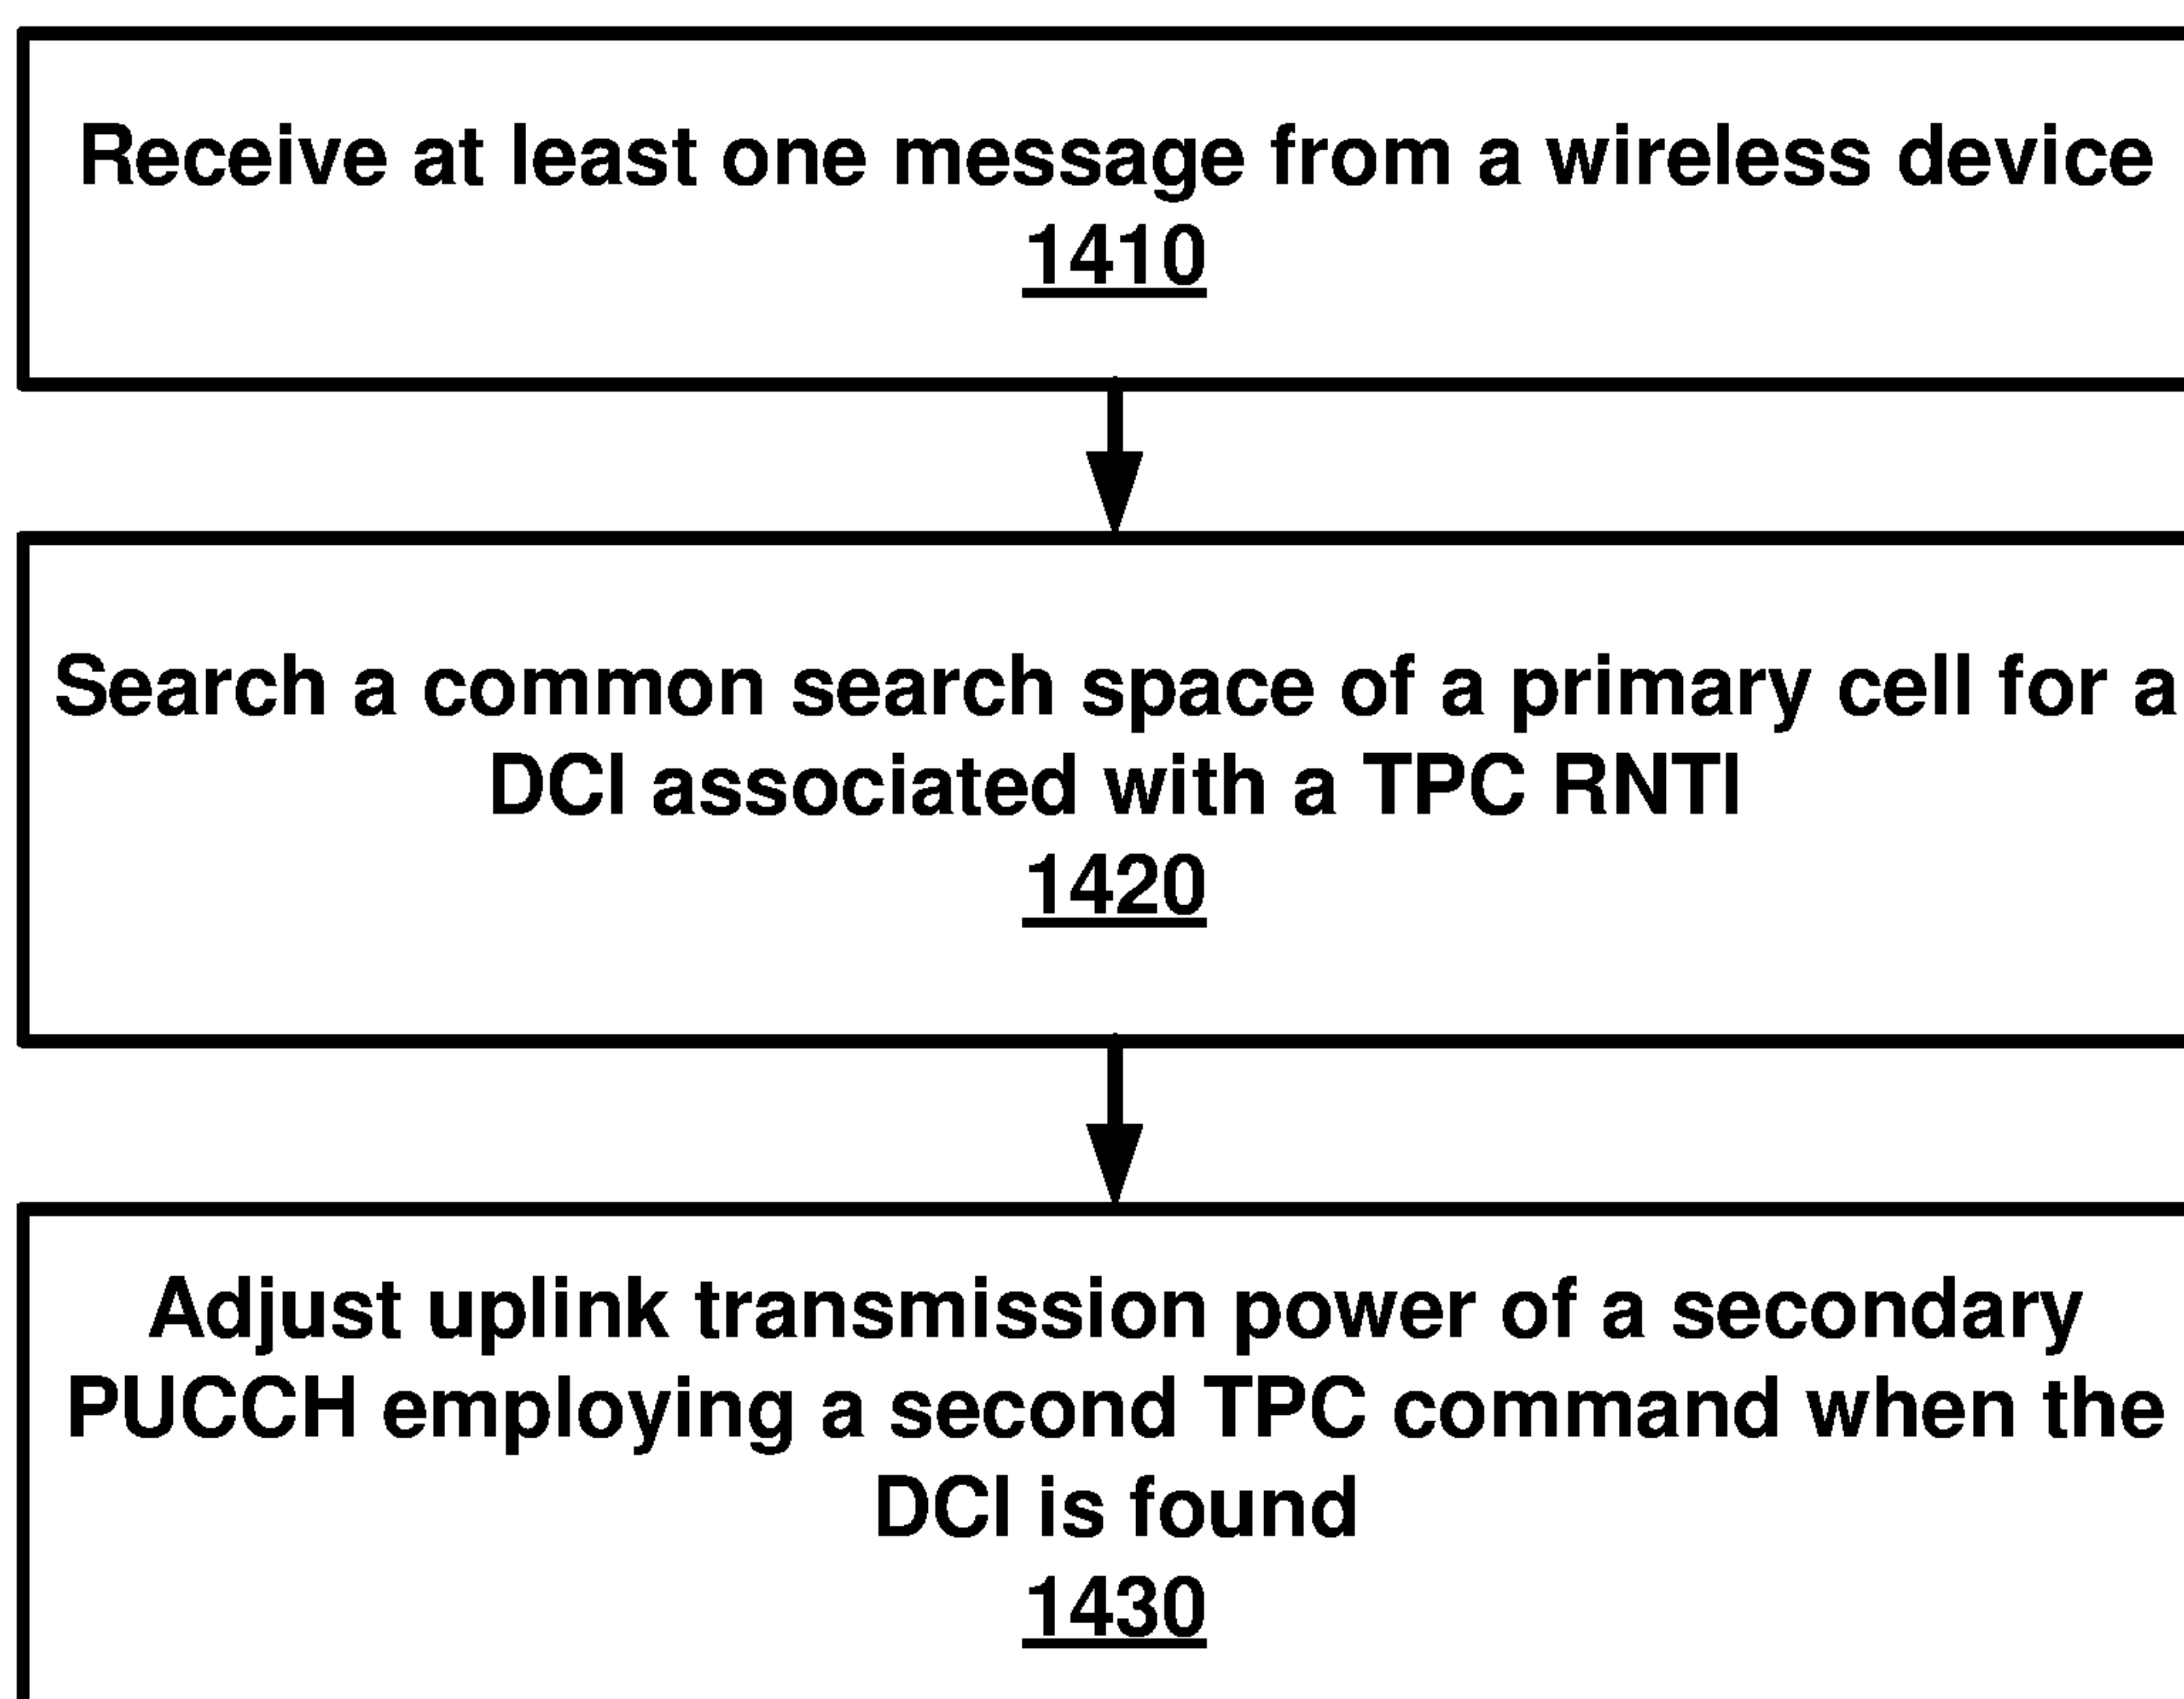 Receive at least one message from a wireless device
1410
Search a common search space of a primary cell for a
DCI associated with a TPC RNTI
1420
Adjust uplink transmission power of a secondary
PUCCH employing a second TPC command when the
DCI is found
1430